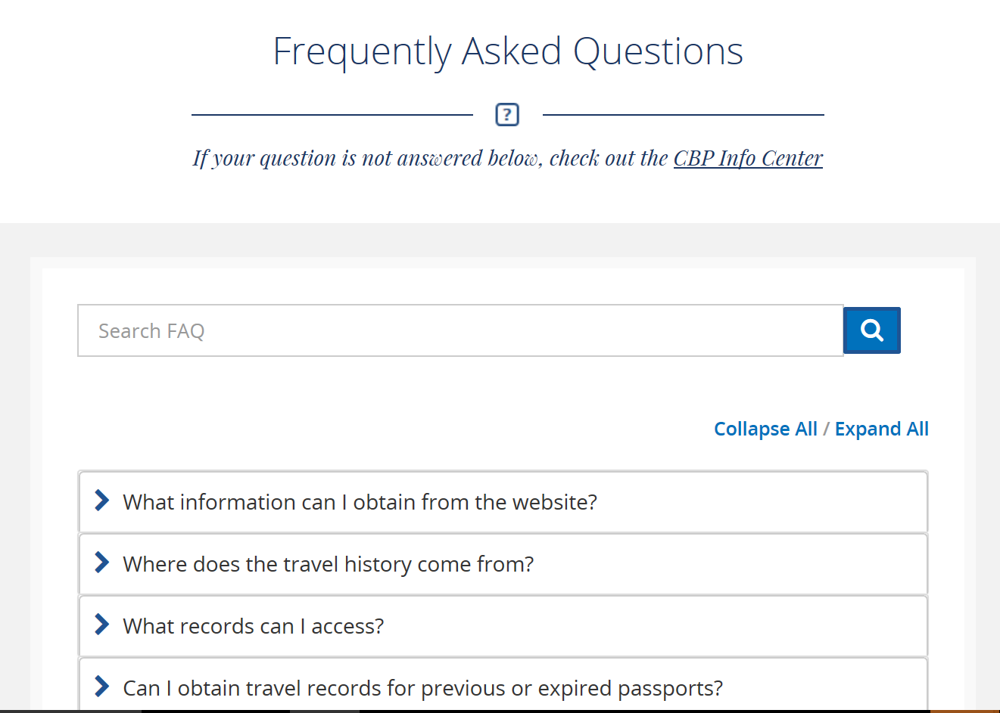 Frequently Asked Questions
?
If your question is not answered below, check out the CBP Info Center
Search FAQ
Collapse All / Expand All
What information can I obtain from the website?
Where does the travel history come from?
What records can I access?
Can I obtain travel records for previous or expired passports?